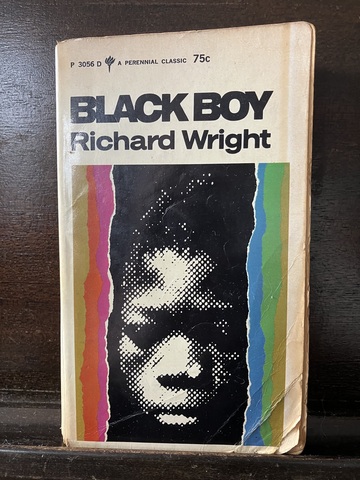 P 3056 D A PERENNIAL CLASSIC 75c
BLACK BOY
Richard Wright